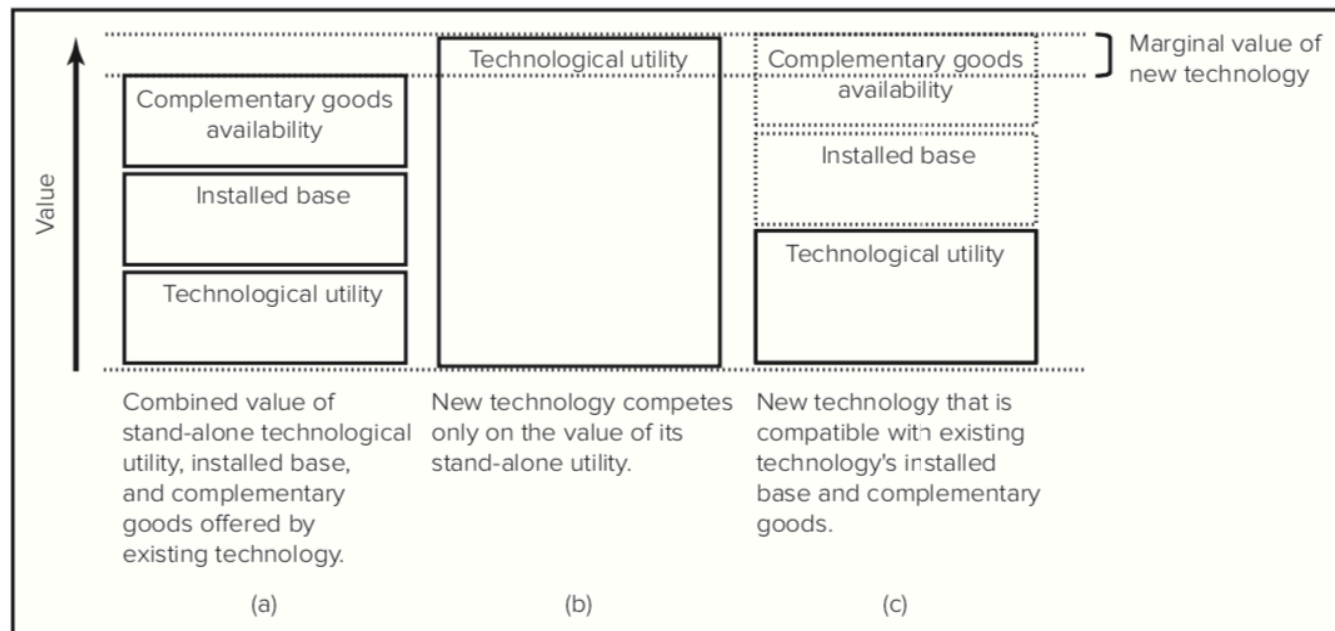 Value
Complementary goods
availability
Installed base
Technological utility
Combined value of
stand-alone technological
utility, installed base,
and complementary
goods offered by
existing technology.
(a)
Technological utility
New technology competes
only on the value of its
stand-alone utility.
(b)
Complementary goods
availability
Installed base
Technological utility
New technology that is
compatible with existing
technology's installed
base and complementary
goods.
(c)
Marginal value of
new technology